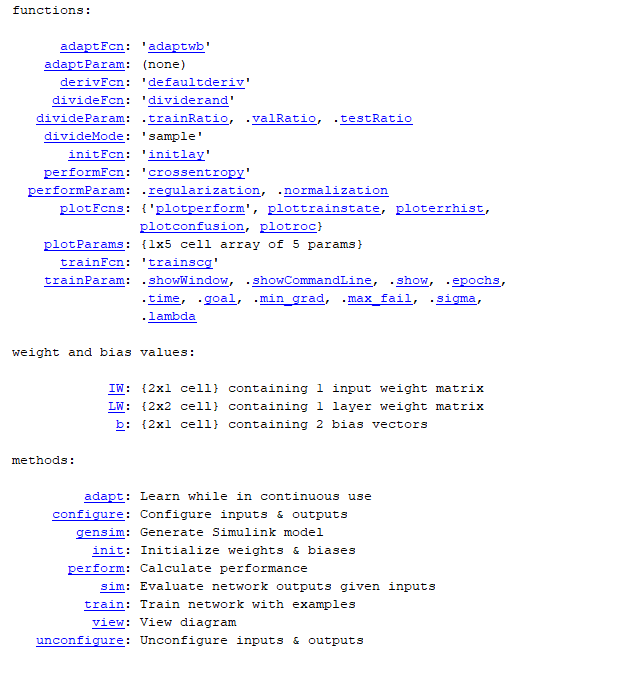 functions:
adaptFcn: 'adaptwb'
adaptParam: (none)
derivFcn: 'defaultderiv'
divideFcn: 'dividerand'
divideParam: .trainRatio, .valRatio, .testRatio
divideMode: 'sample'
initFcn: 'initlay'
performFcn: 'crossentropy'
performParam: .regularization, .normalization
plotFcns: {'plotperform', plottrainstate, ploterrhist,
plotconfusion, plotroc}
plotParams: {1x5 cell array of 5 params}
trainFcn: 'trainscg'
trainParam: .showWindow, .showCommandLine, .show, .epochs,
.time, .goal, .min_grad, .max_fail, .sigma,
.lambda
weight and bias values:
IW: {2x1 cell} containing 1 input weight matrix
LW: {2x2 cell} containing 1 layer weight matrix
b: {2x1 cell} containing 2 bias vectors
methods:
adapt: Learn while in continuous use
configure: Configure inputs & outputs
gensim: Generate Simulink model
init: Initialize weights & biases
perform: Calculate performance
sim: Evaluate network outputs given inputs
train: Train network with examples
view: View diagram
unconfigure: Unconfigure inputs & outputs